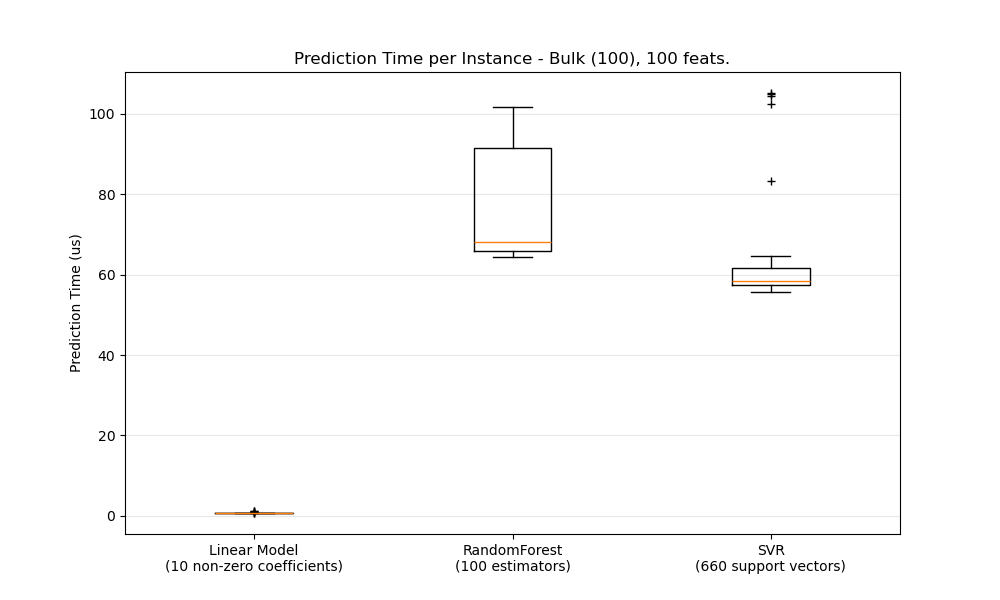 Prediction Time per Instance - Bulk (100), 100 feats.
Prediction Time (us)
100
80
60
40
20
0
Linear Model
(10 non-zero coefficients)
RandomForest
(100 estimators)
SVR
(660 support vectors)